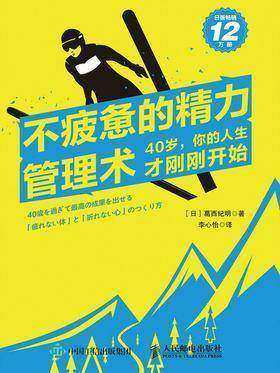 日版畅销
12
万册
不疲惫的精力
管理术
40岁，你的人生
才刚刚开始
40歳を過ぎて最高の成果を出せる
「疲れない体」と「折れない心」のつくり方
［日］葛西纪明 著
李心怡 译
中国工信出版集团
人民邮电出版社